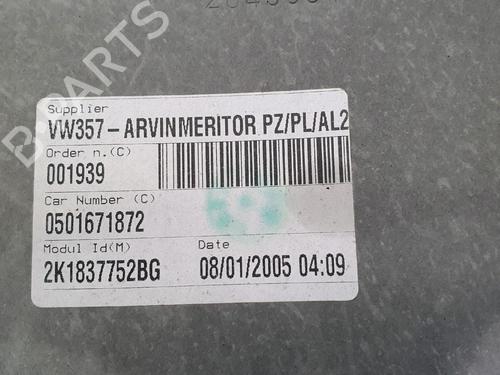 Supplier
VW357-ARVINMERITOR PZ/PL/AL2
Order n.(C)
001939
Car Number (C)
0501671872
Modul Id(M) Date
2K1837752BG 08/01/2005 04:09
B-PARTS